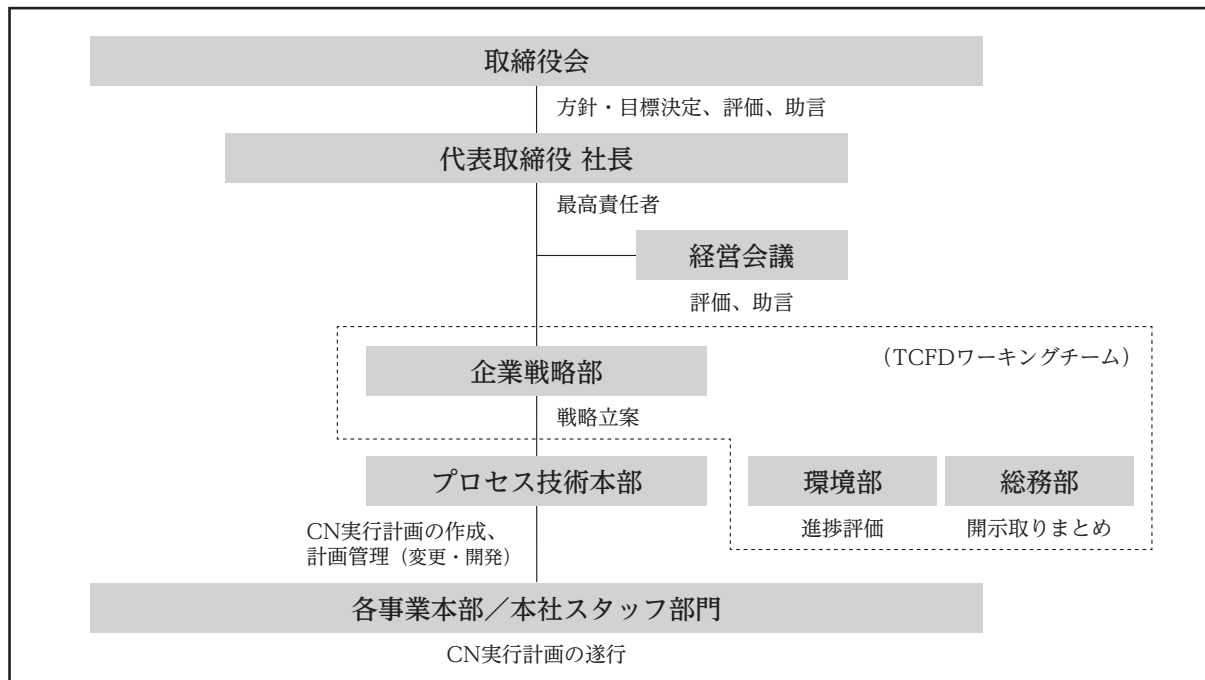 取締役会
方針・目標決定、評価、助言
代表取締役 社長
最高責任者
経営会議
評価、助言
（TCFDワーキングチーム）
企業戦略部
戦略立案
プロセス技術本部
環境部
総務部
CN実行計画の作成、
計画管理（変更・開発）
進捗評価
開示取りまとめ
各事業本部／本社スタッフ部門
CN実行計画の遂行